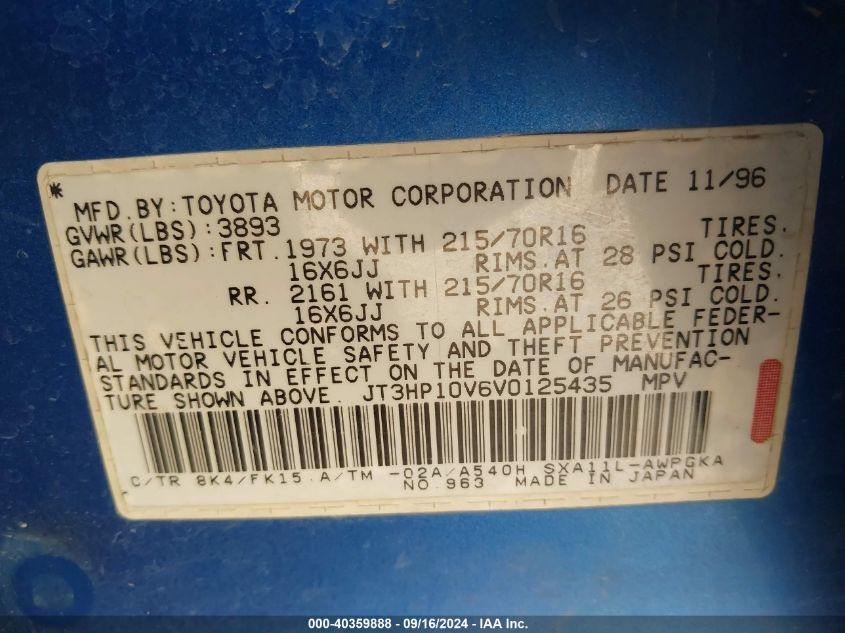 * MFD.BY:TOYOTA MOTOR CORPORATION DATE 11/96
GVWR(LBS):3893
GAWR(LBS):FRT.1973 WITH 215/70R16 TIRES.
16X6JJ RIMS.AT 28 PSI COLD.
RR. 2161 WITH 215/70R16 TIRES.
16X6JJ RIMS.AT 26 PSI COLD.
THIS VEHICLE CONFORMS TO ALL APPLICABLE FEDER-
AL MOTOR VEHICLE SAFETY AND THEFT PREVENTION
STANDARDS IN EFFECT ON THE DATE OF MANUFAC-
TURE SHOWN ABOVE. JT3HP10V6V0125435 MPV
C/TR 8K4/FK15.A/TM -02A/A540H SXA11L-AWPGKA
NO.963 MADE IN JAPAN
000-40359888 - 09/16/2024 - IAA Inc.